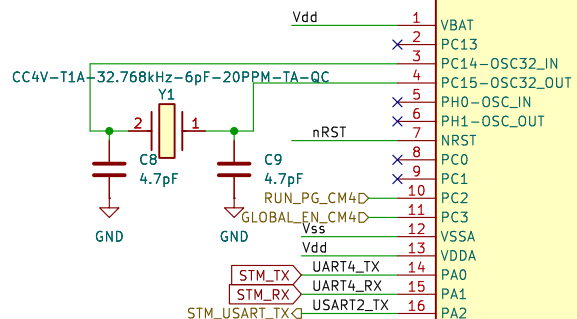 Vdd 1 VBAT
2 PC13
3 PC14-OSC32_IN
CC4V-T1A-32.768kHz-6pF-20PPM-TA-QC 4 PC15-OSC32_OUT
Y1 5 PH0-OSC_IN
2 1 6 PH1-OSC_OUT
nRST 7 NRST
C8 C9 8 PC0
4.7pF 4.7pF 9 PC1
RUN_PG_CM4 10 PC2
GLOBAL_EN_CM4 11 PC3
GND GND Vss 12 VSSA
Vdd 13 VDDA
STM_TX UART4_TX 14 PA0
STM_RX UART4_RX 15 PA1
STM_USART_TX USART2_TX 16 PA2